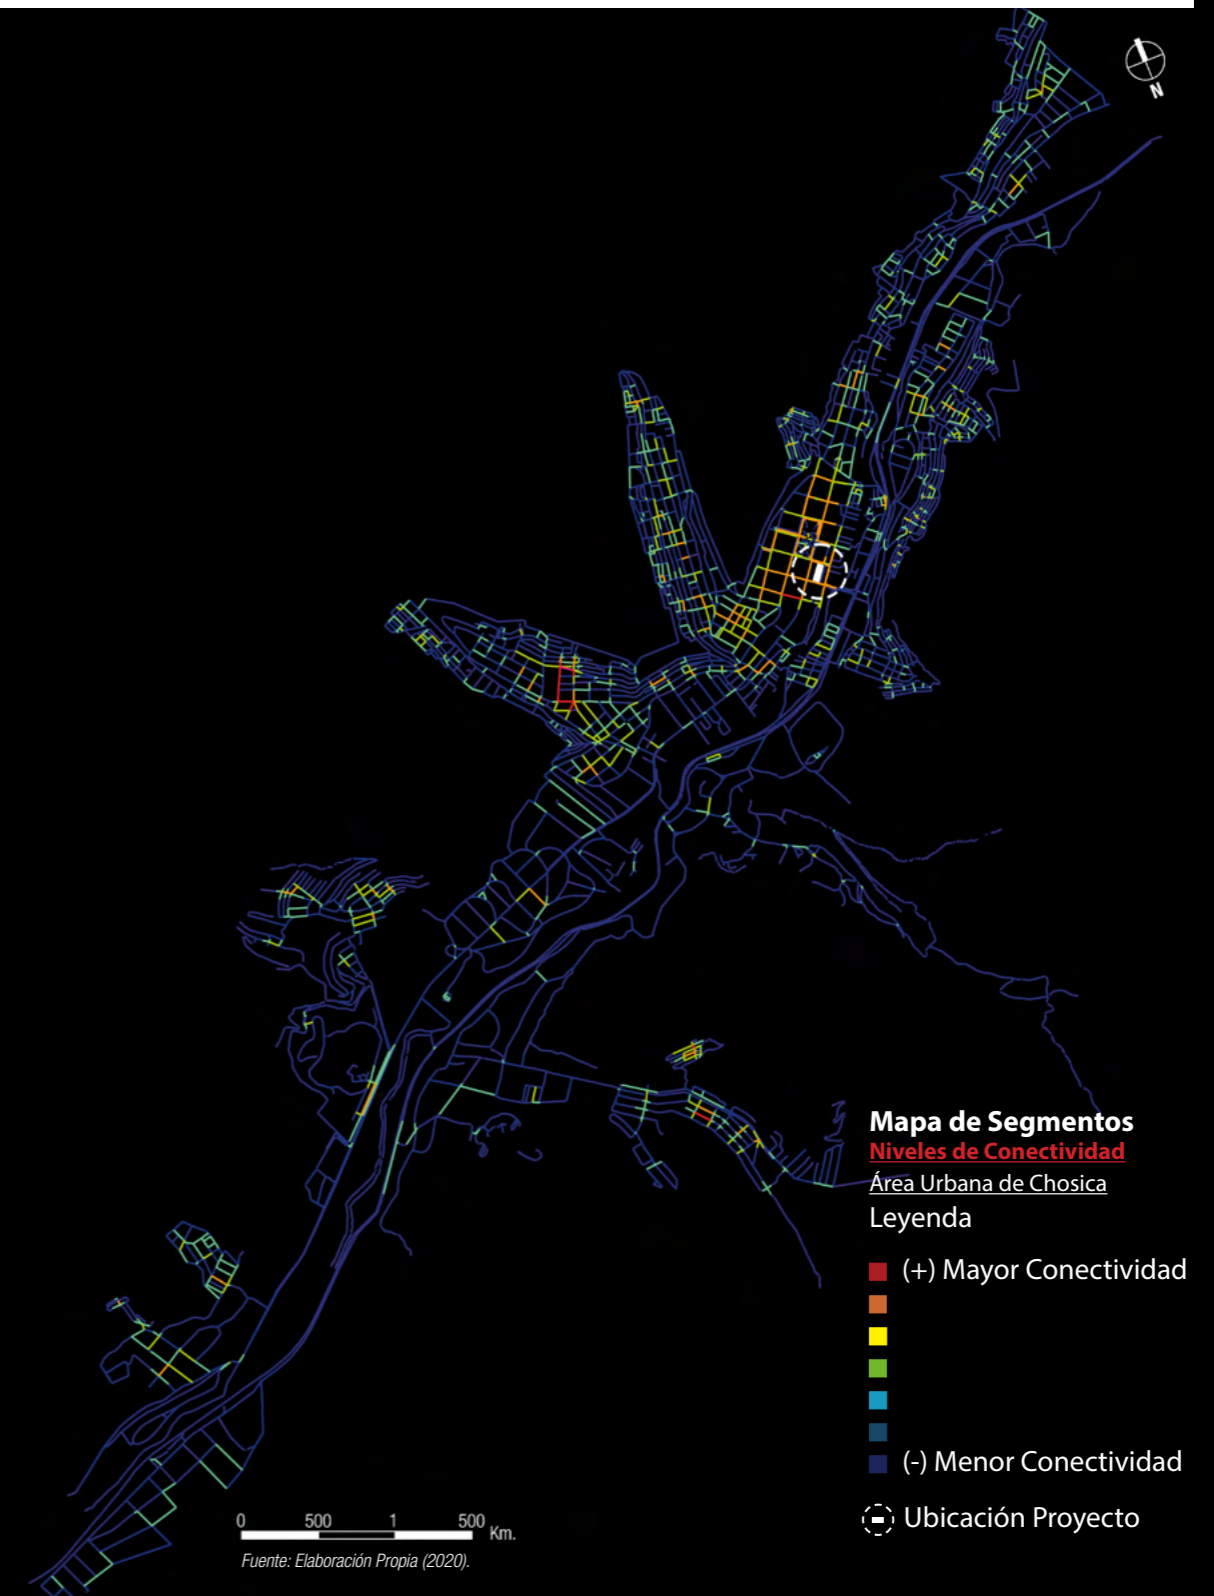 N
Mapa de Segmentos
Niveles de Conectividad
Área Urbana de Chosica
Leyenda
(+) Mayor Conectividad
(-) Menor Conectividad
Ubicación Proyecto
0 500 1 500 Km.
Fuente: Elaboración Propia (2020).